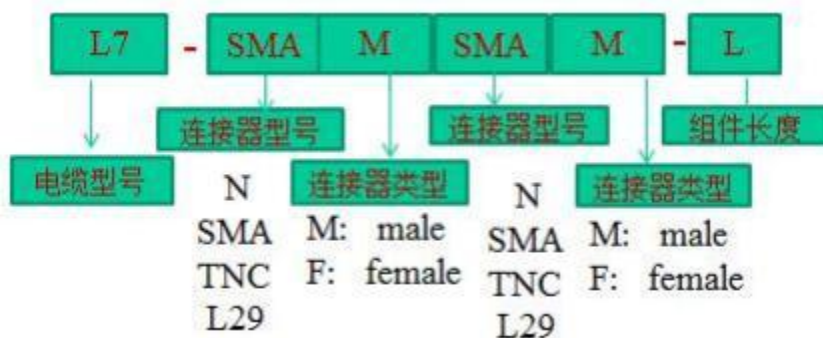 L7 - SMA M SMA M - L
连接器型号 连接器型号 组件长度
电缆型号 连接器类型 连接器类型
N N
SMA M: male SMA M: male
TNC F: female TNC F: female
L29 L29